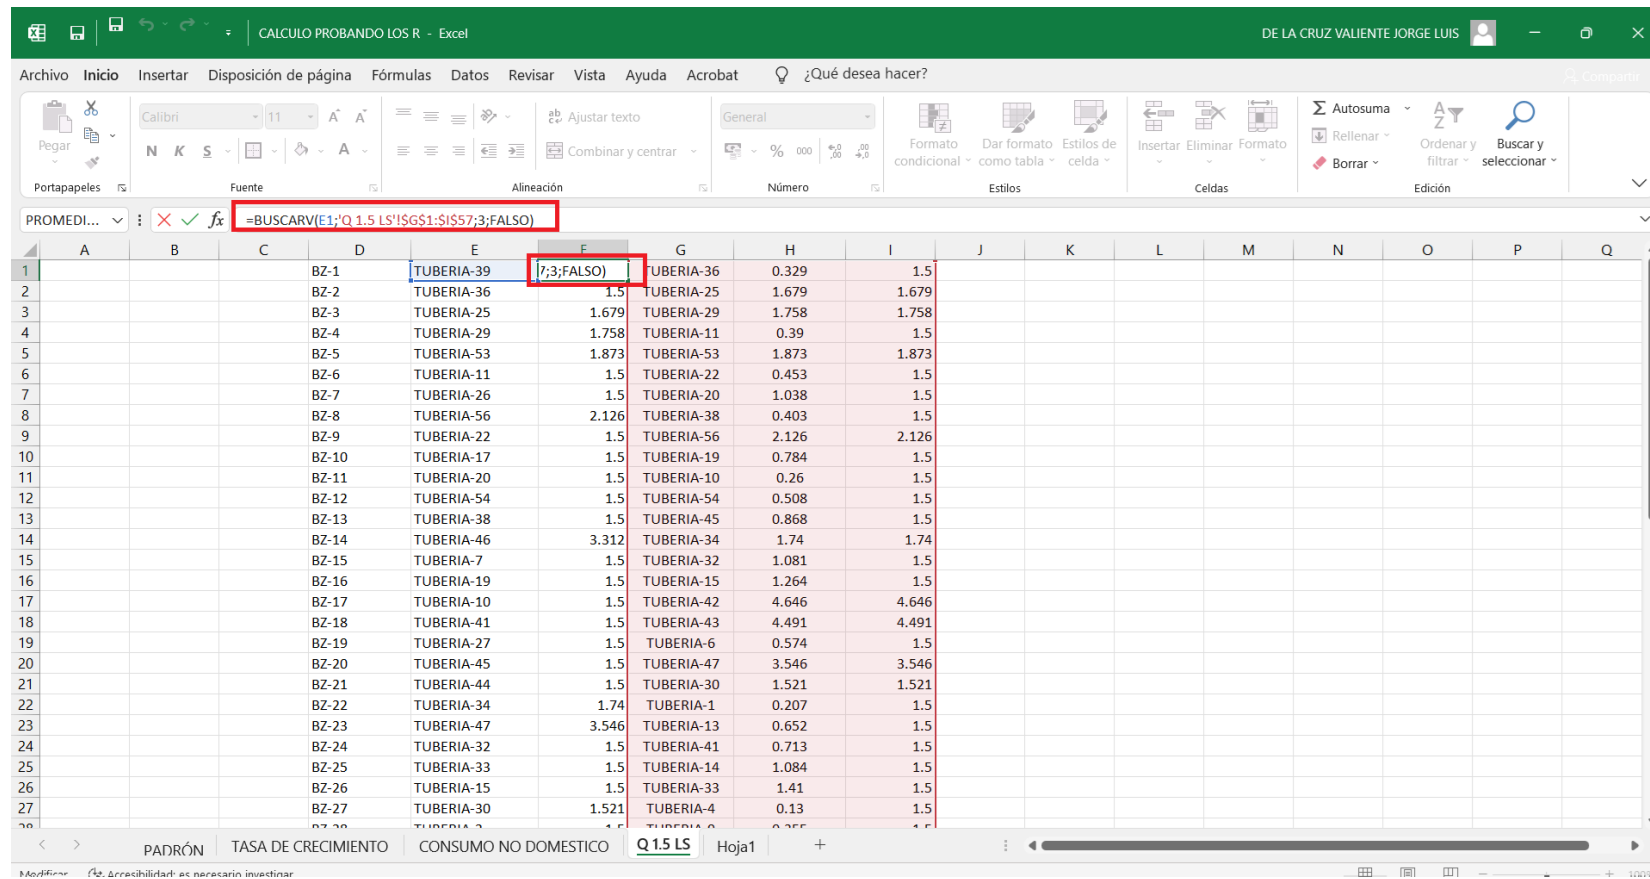 CALCULO PROBANDO LOS R - Excel
DE LA CRUZ VALIENTE JORGE LUIS
Archivo Inicio Insertar Disposición de página Fórmulas Datos Revisar Vista Ayuda Acrobat ¿Qué desea hacer? Compartir
Pegar
Portapapeles
Calibri 11
N K S
Fuente
Ajustar texto
Combinar y centrar
Alineación
General
% 000
Número
Formato condicional
Dar formato como tabla
Estilos de celda
Estilos
Insertar Eliminar Formato
Celdas
Autosuma
Rellenar
Borrar
Ordenar y filtrar
Buscar y seleccionar
Edición
PROMEDI... fx =BUSCARV(E1;'Q 1.5 LS'!$G$1:$I$57;3;FALSO)
A B C D E F G H I J K L M N O P Q
1 BZ-1 TUBERIA-39 7;3;FALSO) TUBERIA-36 0.329 1.5
2 BZ-2 TUBERIA-36 1.5 TUBERIA-25 1.679 1.679
3 BZ-3 TUBERIA-25 1.679 TUBERIA-29 1.758 1.758
4 BZ-4 TUBERIA-29 1.758 TUBERIA-11 0.39 1.5
5 BZ-5 TUBERIA-53 1.873 TUBERIA-53 1.873 1.873
6 BZ-6 TUBERIA-11 1.5 TUBERIA-22 0.453 1.5
7 BZ-7 TUBERIA-26 1.5 TUBERIA-20 1.038 1.5
8 BZ-8 TUBERIA-56 2.126 TUBERIA-38 0.403 1.5
9 BZ-9 TUBERIA-22 1.5 TUBERIA-56 2.126 2.126
10 BZ-10 TUBERIA-17 1.5 TUBERIA-19 0.784 1.5
11 BZ-11 TUBERIA-20 1.5 TUBERIA-10 0.26 1.5
12 BZ-12 TUBERIA-54 1.5 TUBERIA-54 0.508 1.5
13 BZ-13 TUBERIA-38 1.5 TUBERIA-45 0.868 1.5
14 BZ-14 TUBERIA-46 3.312 TUBERIA-34 1.74 1.74
15 BZ-15 TUBERIA-7 1.5 TUBERIA-32 1.081 1.5
16 BZ-16 TUBERIA-19 1.5 TUBERIA-15 1.264 1.5
17 BZ-17 TUBERIA-10 1.5 TUBERIA-42 4.646 4.646
18 BZ-18 TUBERIA-41 1.5 TUBERIA-43 4.491 4.491
19 BZ-19 TUBERIA-27 1.5 TUBERIA-6 0.574 1.5
20 BZ-20 TUBERIA-45 1.5 TUBERIA-47 3.546 3.546
21 BZ-21 TUBERIA-44 1.5 TUBERIA-30 1.521 1.521
22 BZ-22 TUBERIA-34 1.74 TUBERIA-1 0.207 1.5
23 BZ-23 TUBERIA-47 3.546 TUBERIA-13 0.652 1.5
24 BZ-24 TUBERIA-32 1.5 TUBERIA-41 0.713 1.5
25 BZ-25 TUBERIA-33 1.5 TUBERIA-14 1.084 1.5
26 BZ-26 TUBERIA-15 1.5 TUBERIA-33 1.41 1.5
27 BZ-27 TUBERIA-30 1.521 TUBERIA-4 0.13 1.5
PADRÓN TASA DE CRECIMIENTO CONSUMO NO DOMESTICO Q 1.5 LS Hoja1
Modificar Accesibilidad: es necesario investigar